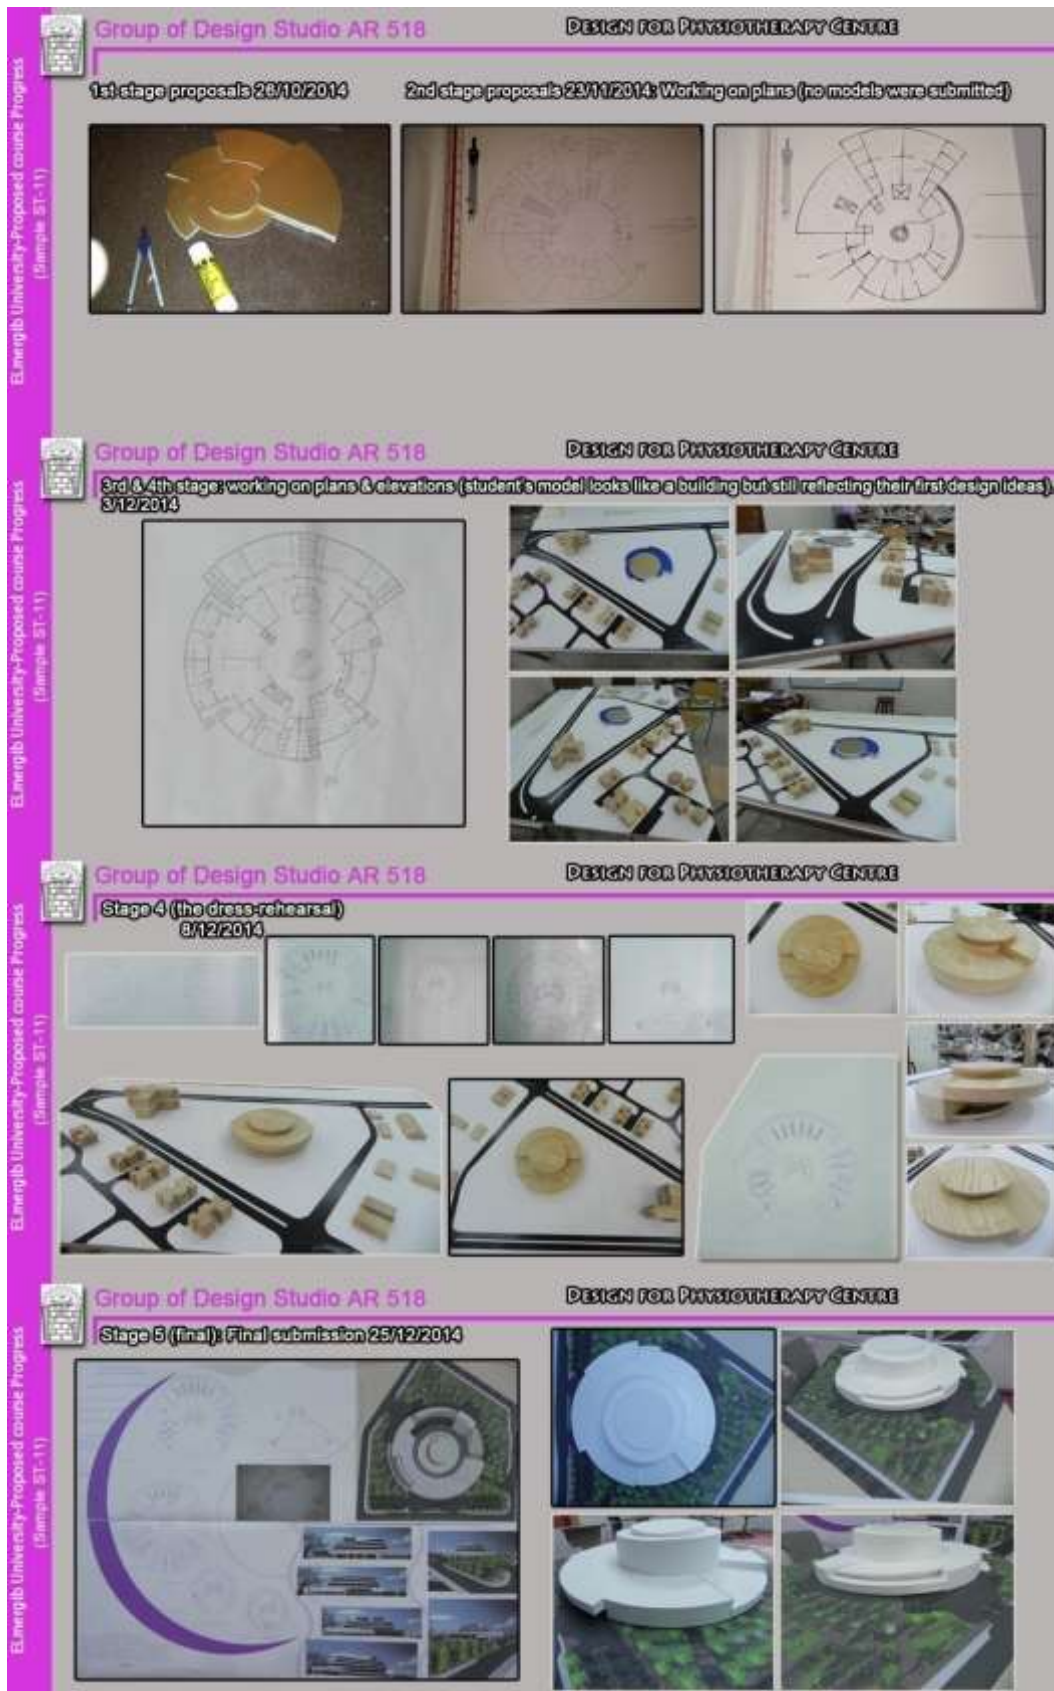 Group of Design Studio AR 518
DESIGN FOR PHYSIOTHERAPY CENTRE
ELmergib University-Proposed course Progress
(Sample ST-11)
1st stage proposals 26/10/2014
2nd stage proposals 23/11/2014: Working on plans (no models were submitted)
Group of Design Studio AR 518
DESIGN FOR PHYSIOTHERAPY CENTRE
ELmergib University-Proposed course Progress
(Sample ST-11)
3rd & 4th stage: working on plans & elevations (student's model looks like a building but still reflecting their first design ideas).
3/12/2014
Group of Design Studio AR 518
DESIGN FOR PHYSIOTHERAPY CENTRE
ELmergib University-Proposed course Progress
(Sample ST-11)
Stage 4 (the dress-rehearsal)
8/12/2014
Group of Design Studio AR 518
DESIGN FOR PHYSIOTHERAPY CENTRE
ELmergib University-Proposed course Progress
(Sample ST-11)
Stage 5 (final): Final submission 25/12/2014